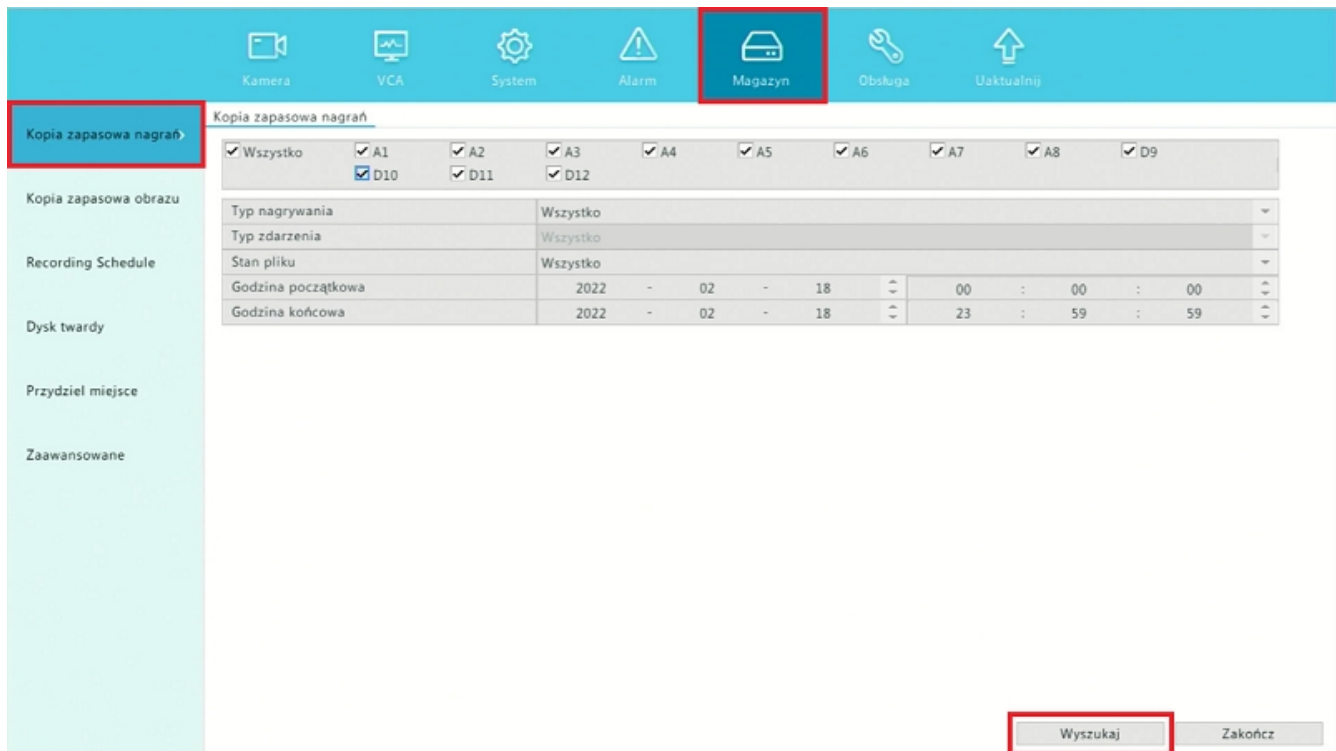 Kamera VCA System Alarm Magazyn Obsługa Uaktualnij
Kopia zapasowa nagrań
Kopia zapasowa obrazu
Recording Schedule
Dysk twardy
Przydziel miejsce
Zaawansowane
Kopia zapasowa nagrań
Wszystko A1 A2 A3 A4 A5 A6 A7 A8 D9
D10 D11 D12
Typ nagrywania Wszystko
Typ zdarzenia Wszystko
Stan pliku Wszystko
Godzina początkowa 2022 - 02 - 18 00 : 00 : 00
Godzina końcowa 2022 - 02 - 18 23 : 59 : 59
Wyszukaj Zakończ